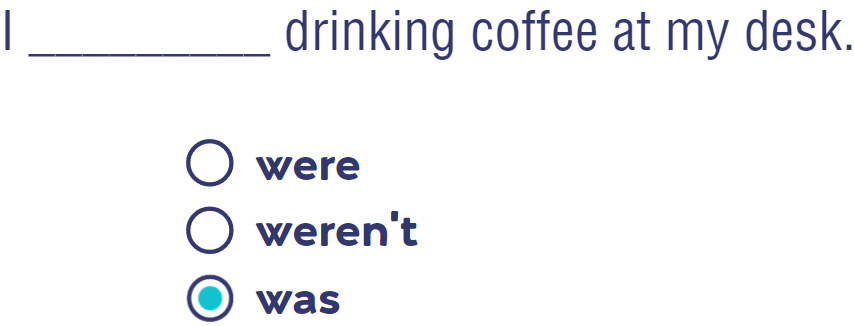 I _________ drinking coffee at my desk.
were
weren't
was